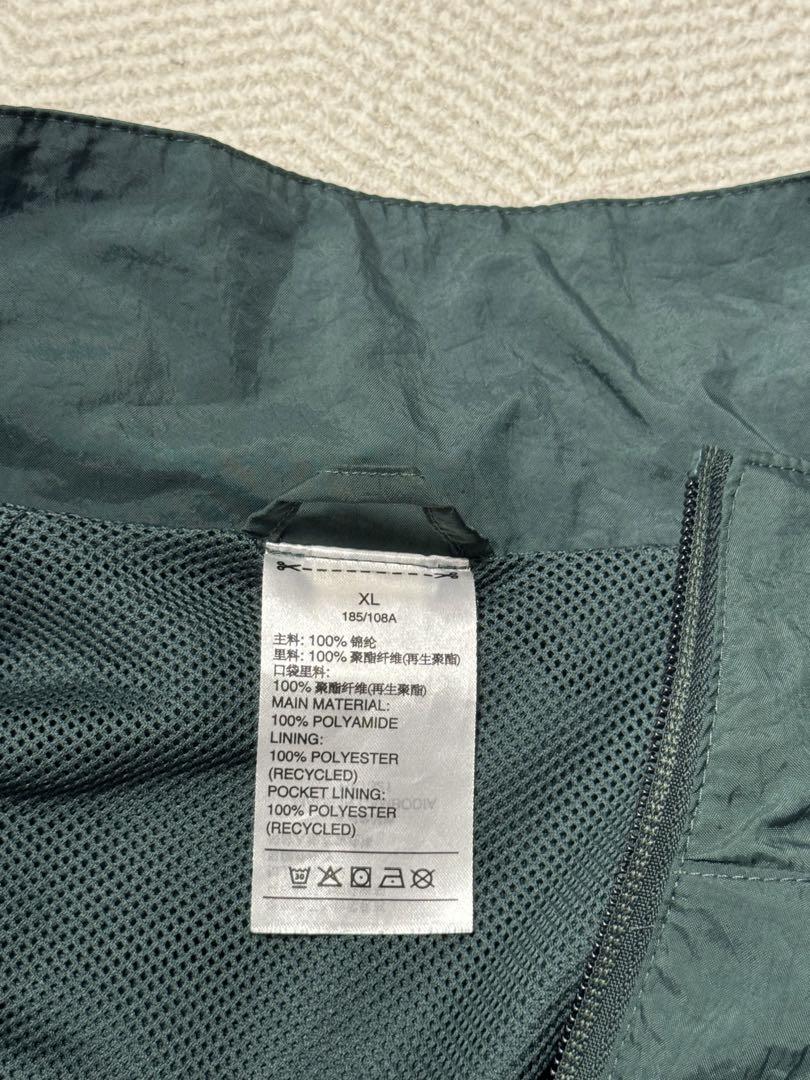 XL
185/108A
主料: 100% 锦纶
里料: 100% 聚酯纤维(再生聚酯)
口袋里料:
100% 聚酯纤维(再生聚酯)
MAIN MATERIAL:
100% POLYAMIDE
LINING:
100% POLYESTER
(RECYCLED)
POCKET LINING:
100% POLYESTER
(RECYCLED)
30